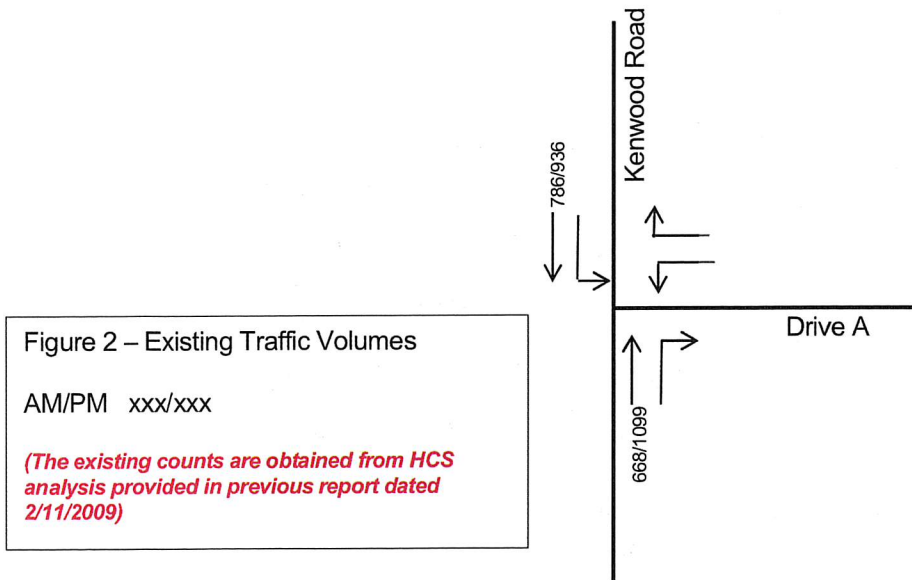 Kenwood Road
786/936
Drive A
668/1099
Figure 2 – Existing Traffic Volumes
AM/PM xxx/xxx
(The existing counts are obtained from HCS
analysis provided in previous report dated
2/11/2009)